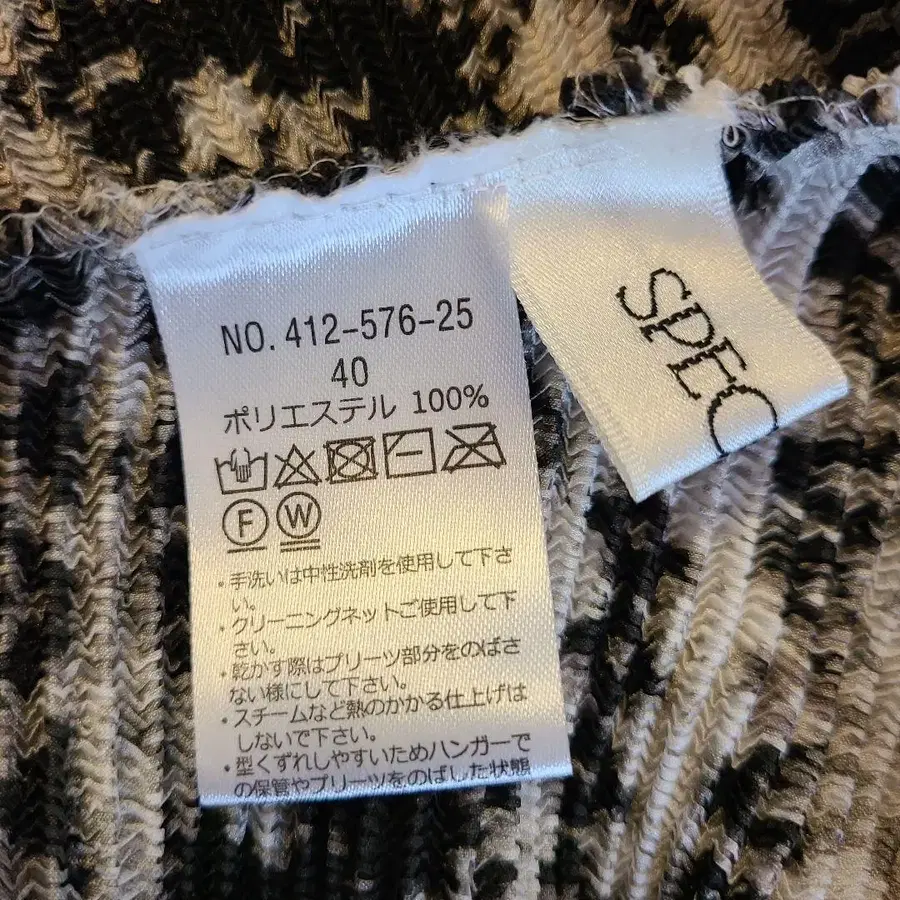 NO. 412-576-25
40
ポリエステル 100%
F W
・手洗いは中性洗剤を使用して下さ
い。
・クリーニングネットご使用して下
さい。
・乾かす際はプリーツ部分をのばさ
ない様にして下さい。
・スチームなど熱のかかる仕上げは
しないで下さい。
・型くずれしやすいためハンガーで
の保管やプリーツをのばした状態
SPEC